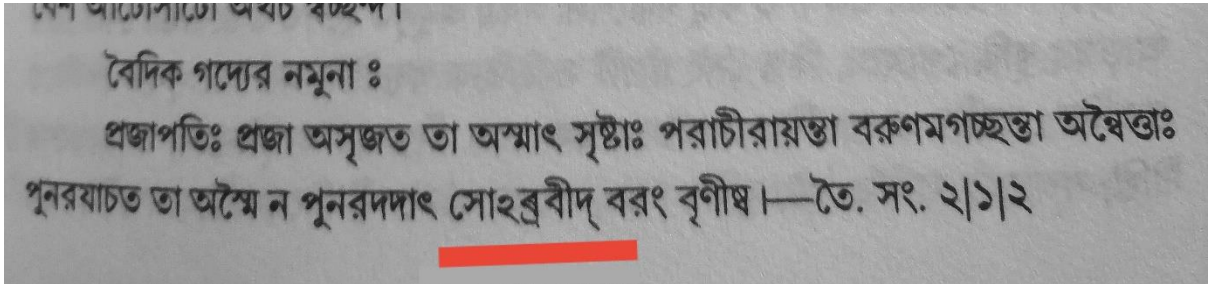 বৈদিক গদ্যের নমূনা ঃ
প্রজাপতিঃ প্রজা অসৃজত তা অস্মাৎ সৃষ্টাঃ পরাচীরায়ন্তা বরুণমগচ্ছন্তা অন্বৈত্তাঃ
পূনরযাচত তা অস্মৈ ন পূনরদদাৎ সোঽব্রবীদ্ বরং বৃণীষ্ব ।—তৈ. সং. ২|১|২